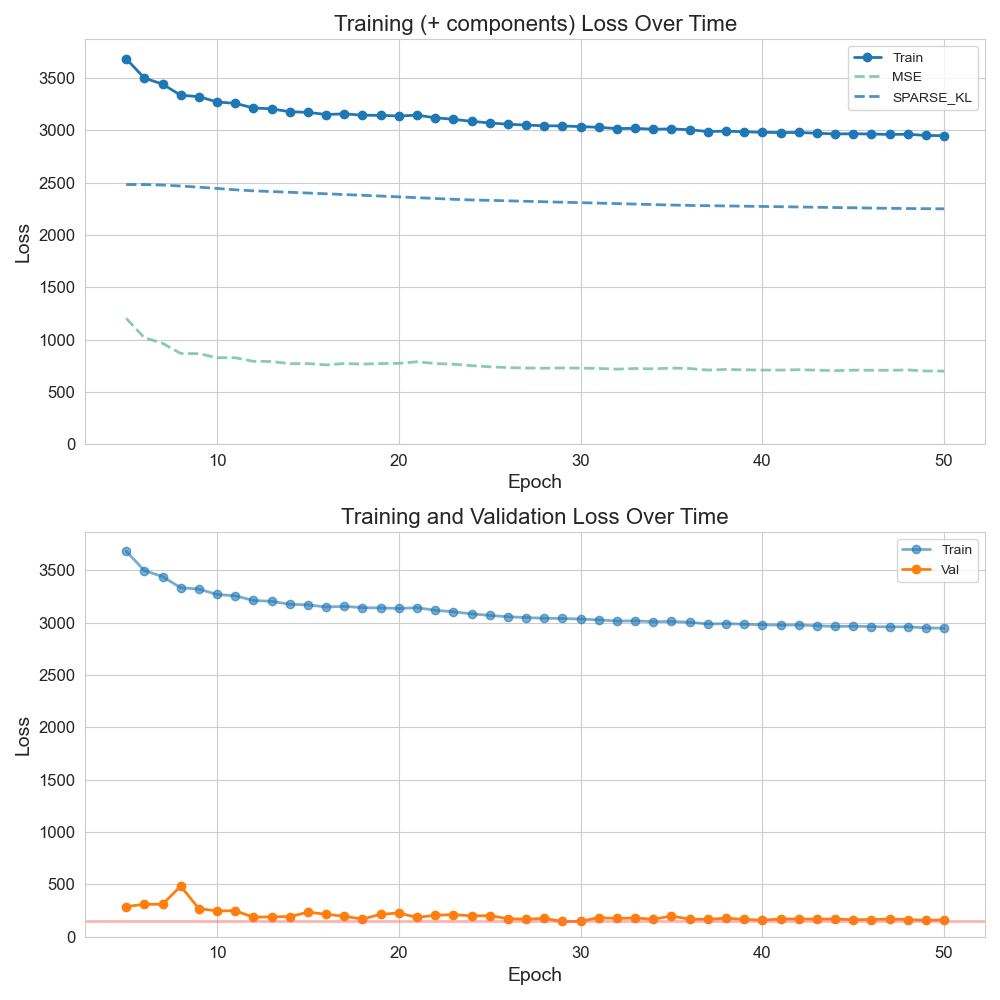 Training (+ components) Loss Over Time
Train
MSE
SPARSE_KL
Loss
3500
3000
2500
2000
1500
1000
500
0
10 20 30 40 50
Epoch
Training and Validation Loss Over Time
Train
Val
Loss
3500
3000
2500
2000
1500
1000
500
0
10 20 30 40 50
Epoch